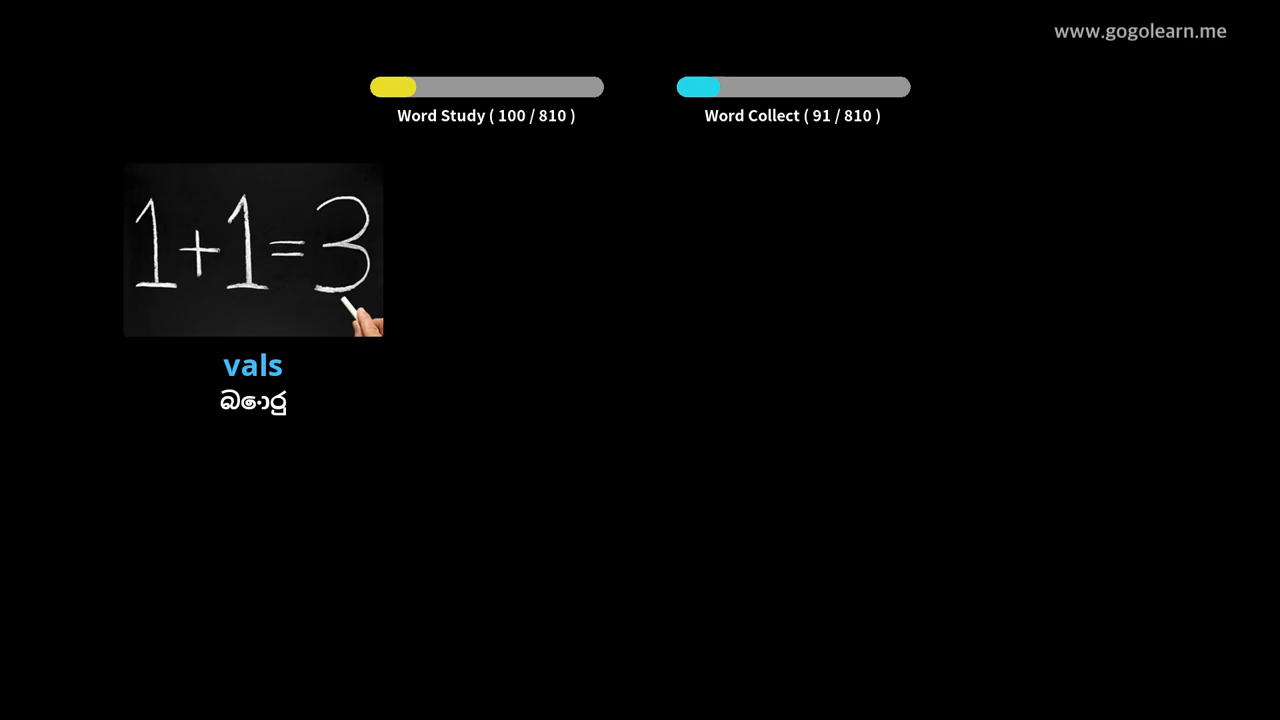 www.gogolearn.me
Word Study ( 100 / 810 )
Word Collect ( 91 / 810 )
1+1=3
vals
බොරු